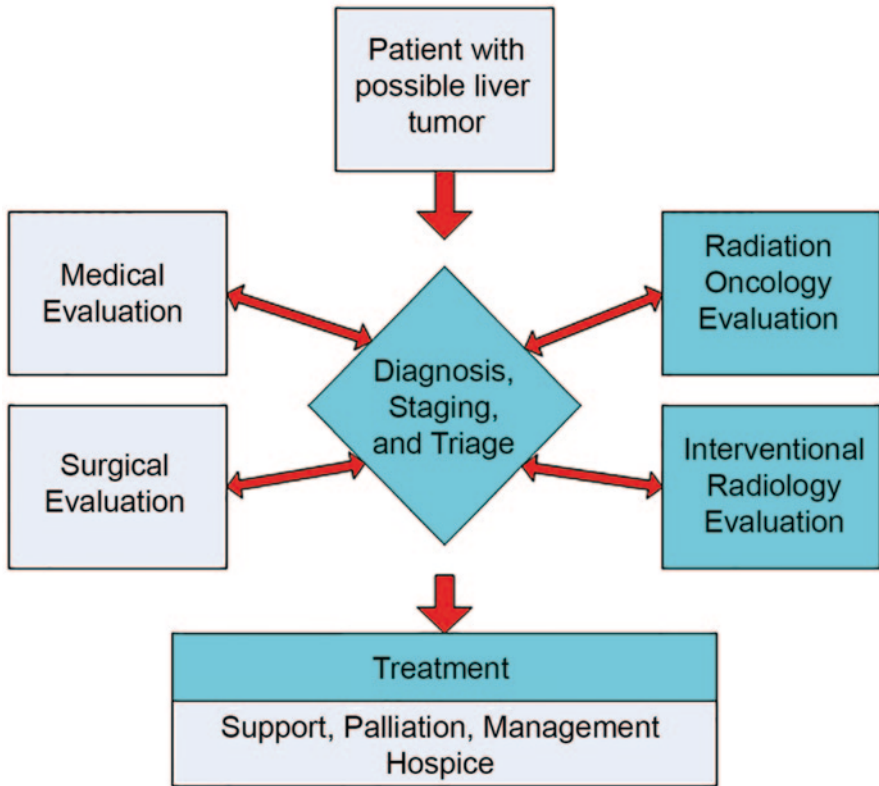 Patient with
possible liver
tumor
Medical
Evaluation
Radiation
Oncology
Evaluation
Diagnosis,
Staging,
and Triage
Surgical
Evaluation
Interventional
Radiology
Evaluation
Treatment
Support, Palliation, Management
Hospice